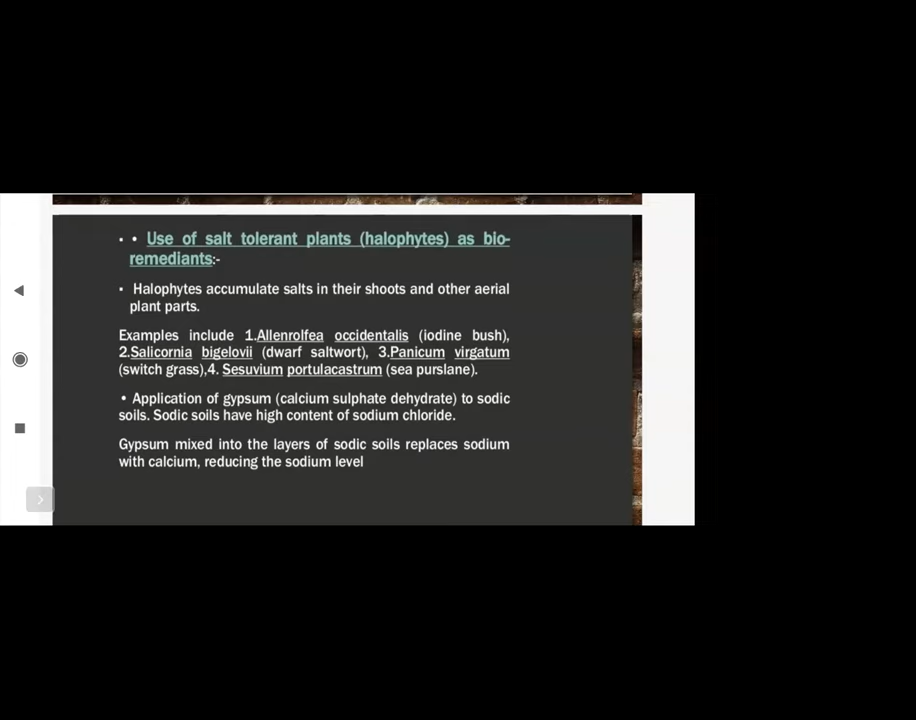 ▪ • Use of salt tolerant plants (halophytes) as bio-
remediants:-
▪ Halophytes accumulate salts in their shoots and other aerial
plant parts.
Examples include 1.Allenrolfea occidentalis (iodine bush),
2.Salicornia bigelovii (dwarf saltwort), 3.Panicum virgatum
(switch grass),4. Sesuvium portulacastrum (sea purslane).
• Application of gypsum (calcium sulphate dehydrate) to sodic
soils. Sodic soils have high content of sodium chloride.
Gypsum mixed into the layers of sodic soils replaces sodium
with calcium, reducing the sodium level